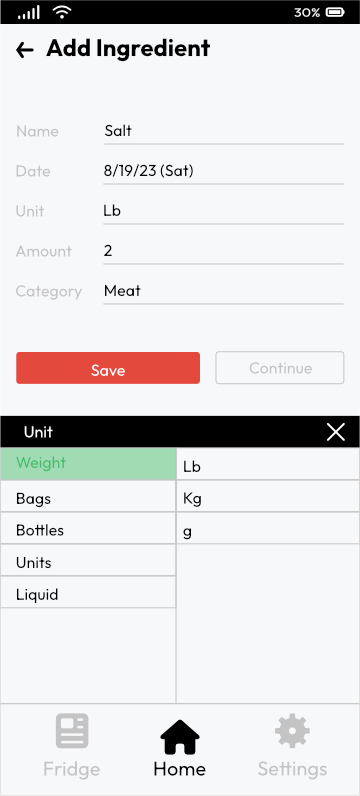 30%
Add Ingredient
Name Salt
Date 8/19/23 (Sat)
Unit Lb
Amount 2
Category Meat
Save Continue
Unit
Weight Lb
Bags Kg
Bottles g
Units
Liquid
Fridge Home Settings